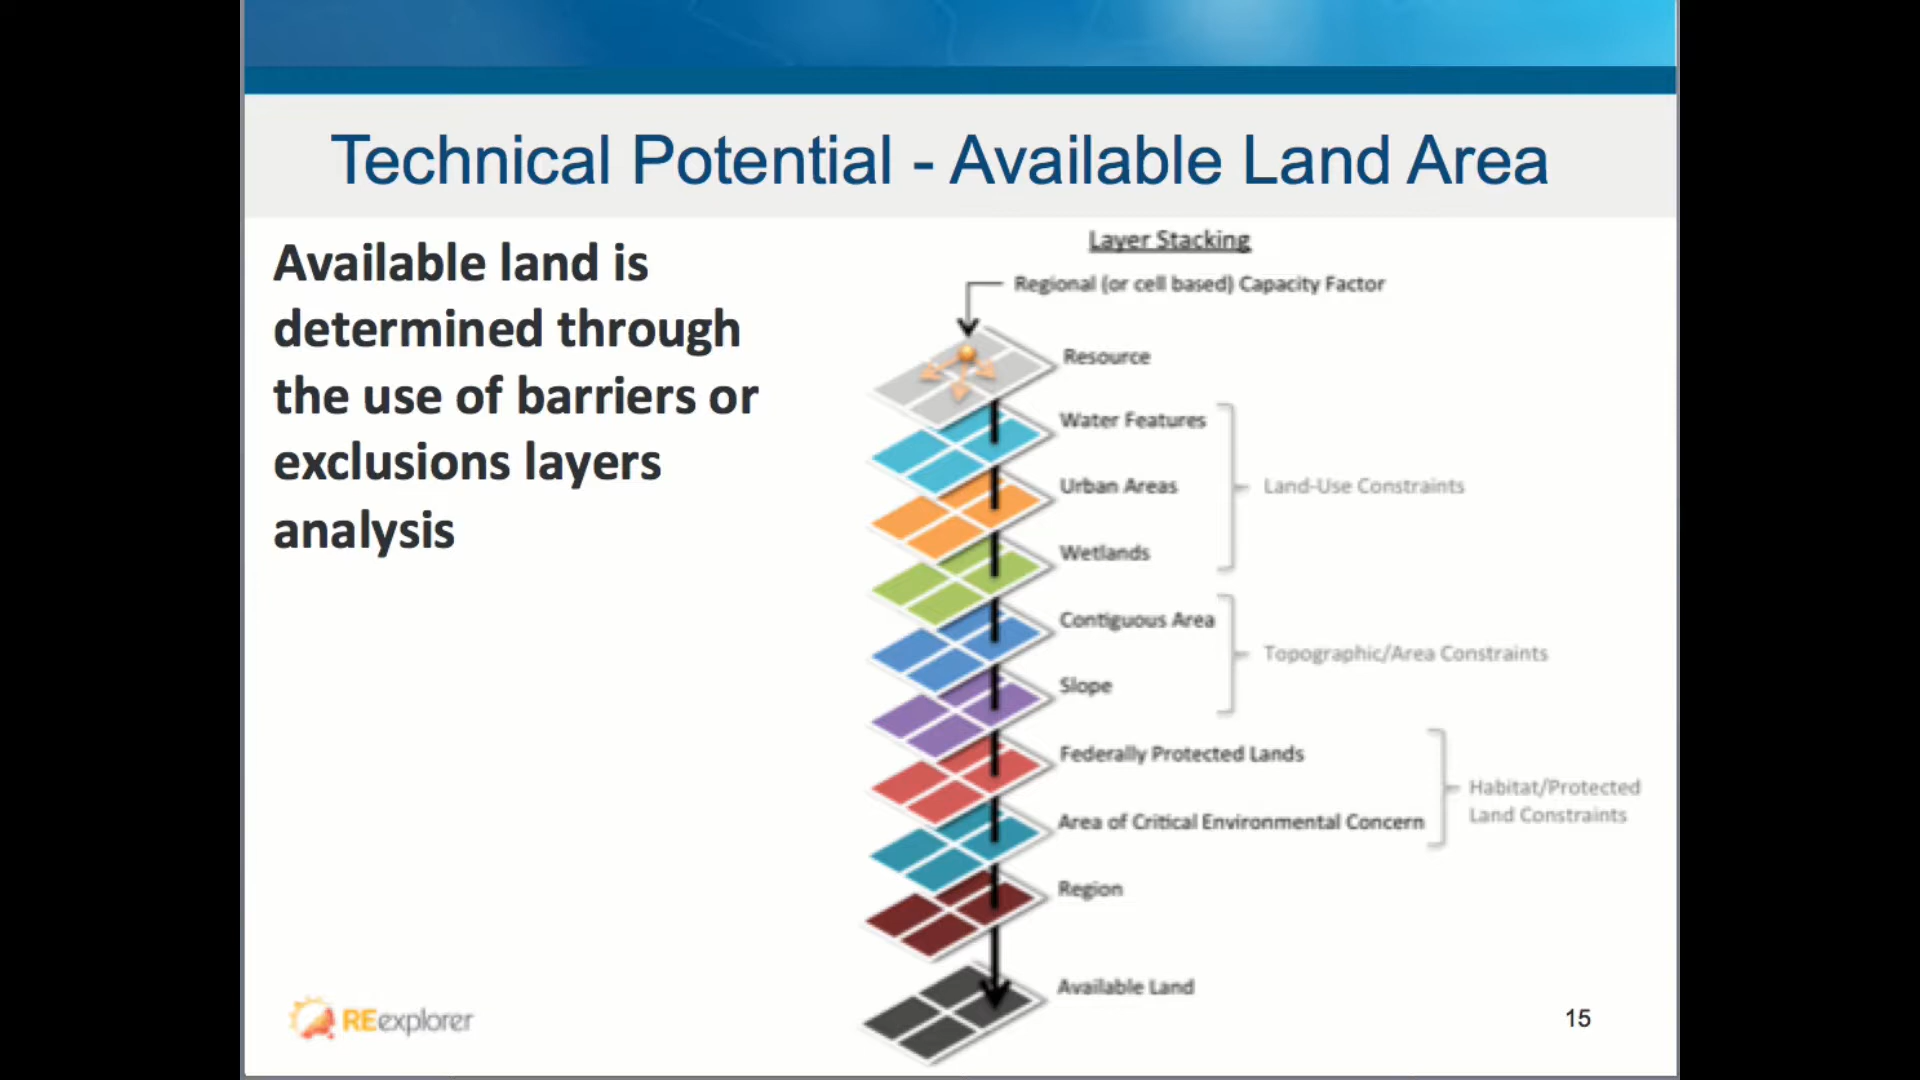 Technical Potential - Available Land Area
Available land is
determined through
the use of barriers or
exclusions layers
analysis
Layer Stacking
Regional (or cell based) Capacity Factor
Resource
Water Features
Urban Areas
Land-Use Constraints
Wetlands
Contiguous Area
Topographic/Area Constraints
Slope
Federally Protected Lands
Habitat/Protected
Land Constraints
Area of Critical Environmental Concern
Region
Available Land
REexplorer
15